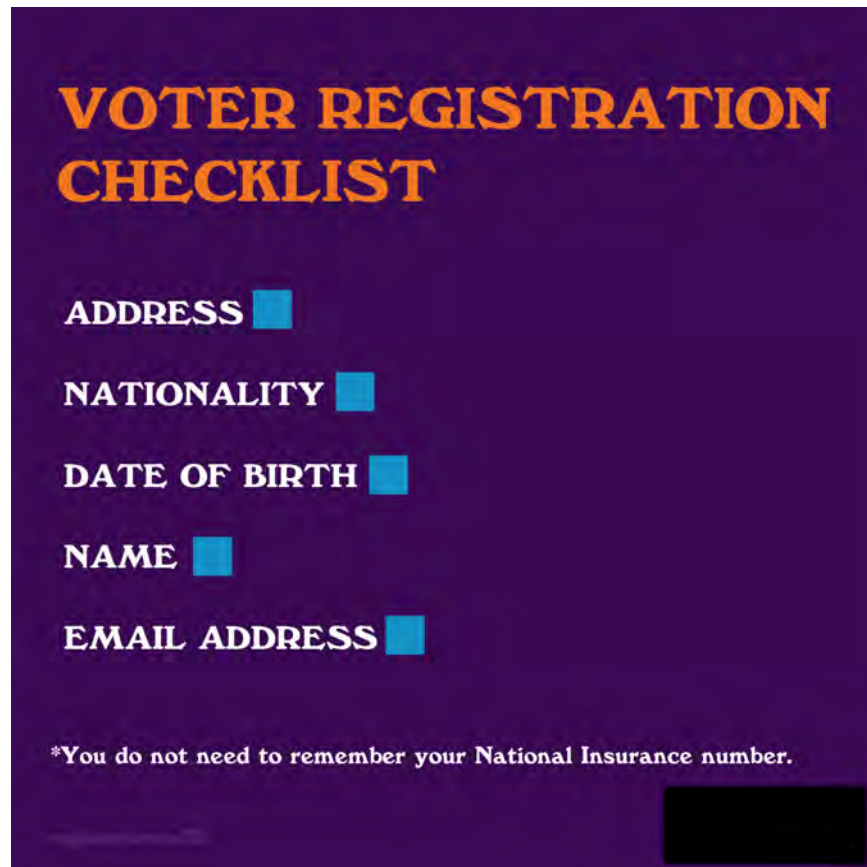 VOTER REGISTRATION
CHECKLIST
ADDRESS
NATIONALITY
DATE OF BIRTH
NAME
EMAIL ADDRESS
*You do not need to remember your National Insurance number.